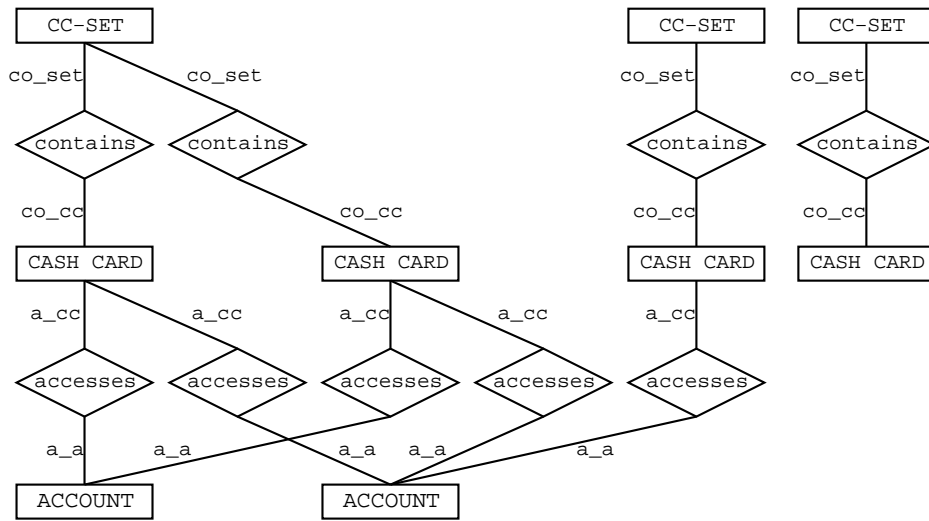 CC-SET CC-SET CC-SET
co_set co_set co_set co_set
contains contains contains contains
co_cc co_cc co_cc co_cc
CASH CARD CASH CARD CASH CARD CASH CARD
a_cc a_cc a_cc a_cc a_cc
accesses accesses accesses accesses accesses
a_a a_a a_a a_a a_a
ACCOUNT ACCOUNT